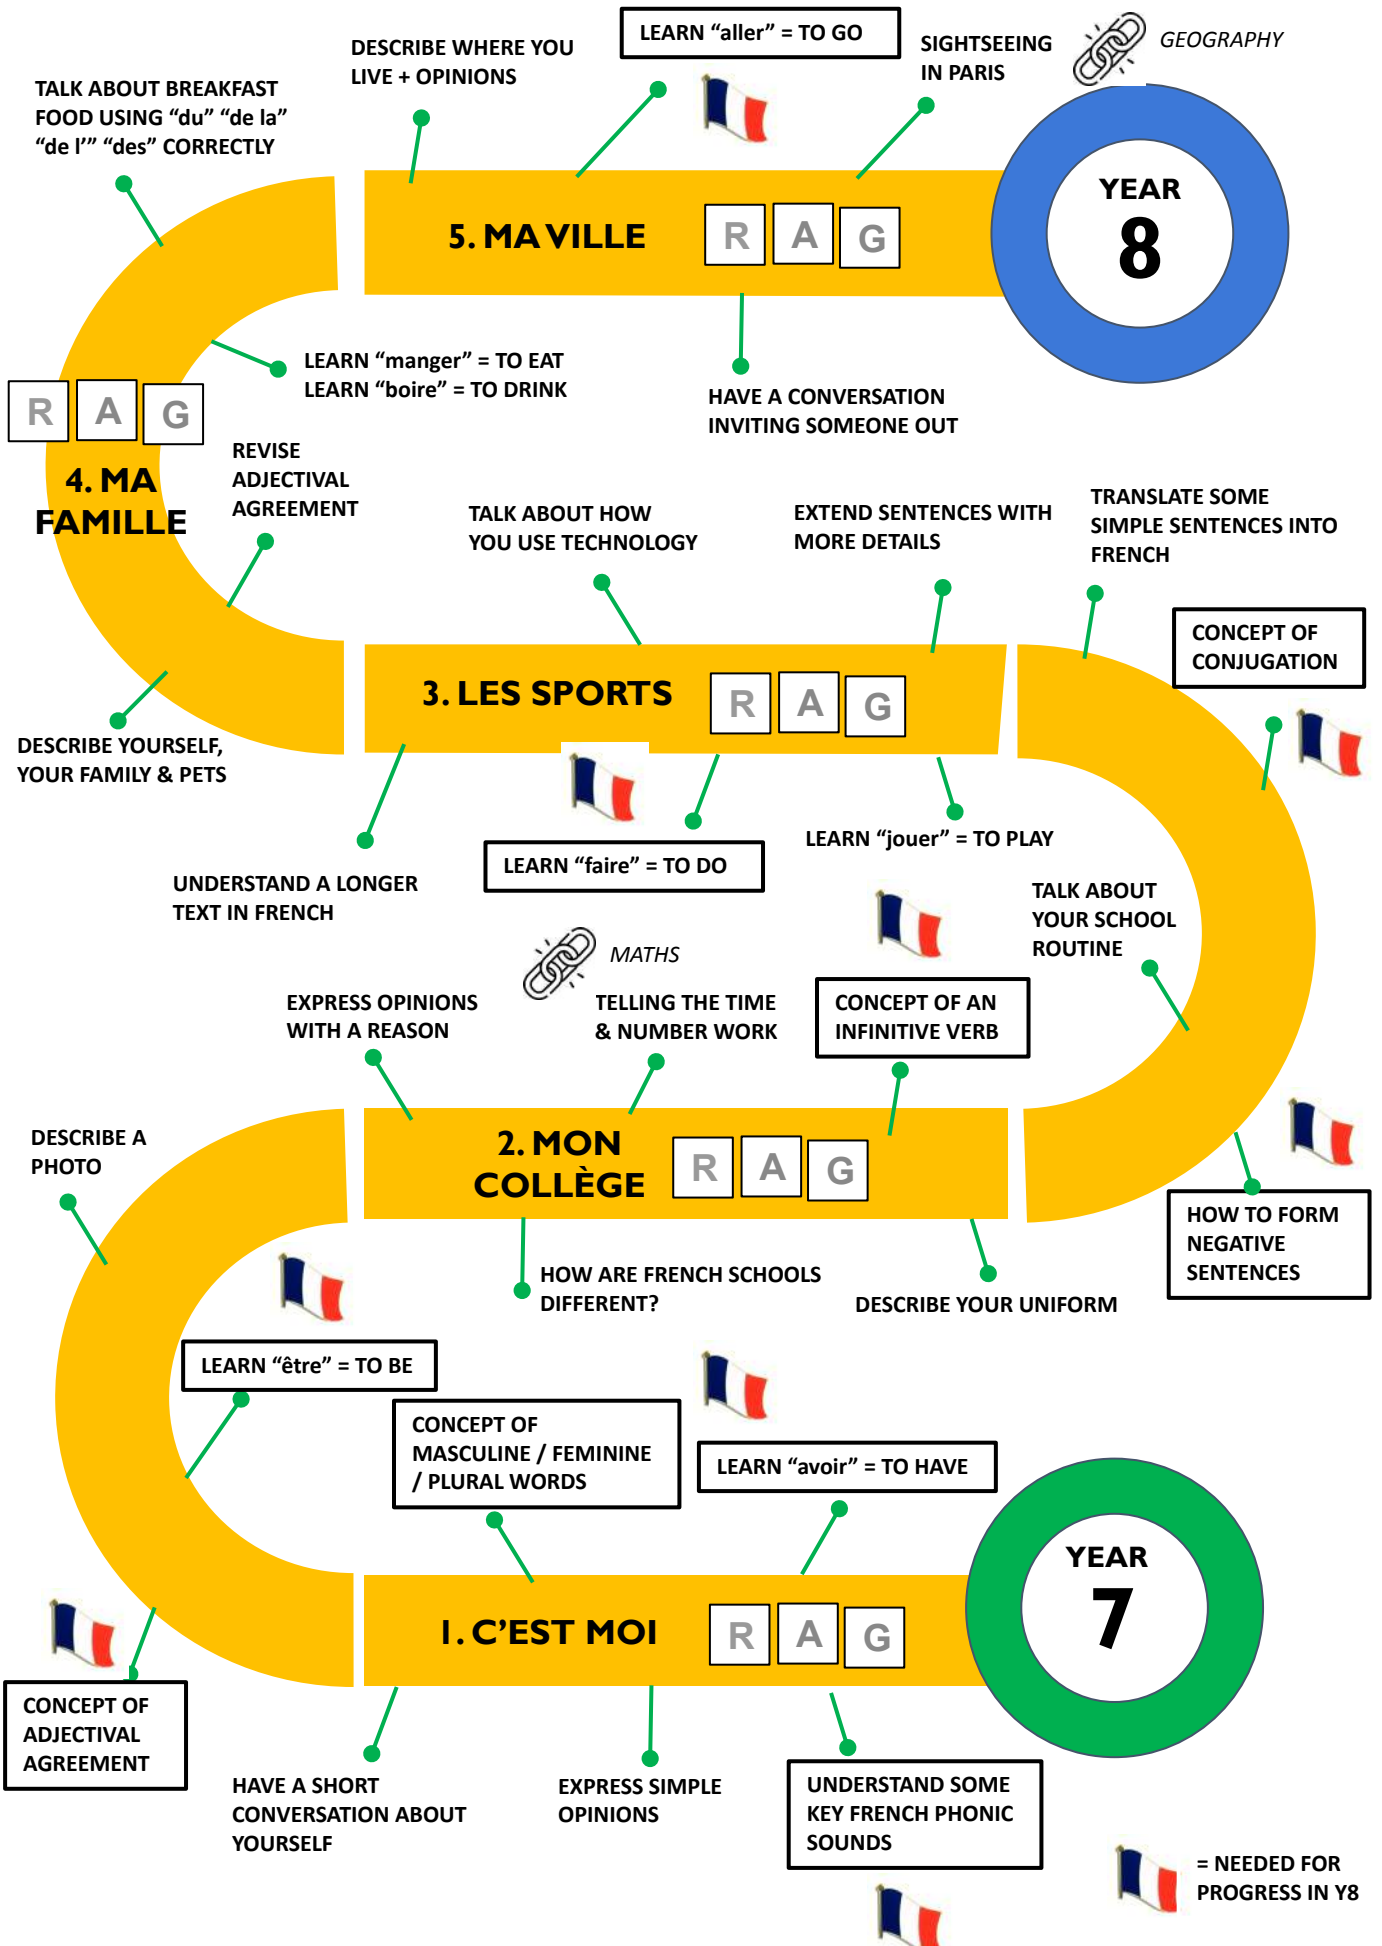 LEARN “aller” = TO GO
DESCRIBE WHERE YOU
LIVE + OPINIONS
SIGHTSEEING
IN PARIS
GEOGRAPHY
TALK ABOUT BREAKFAST
FOOD USING “du” “de la”
“de l’” “des” CORRECTLY
YEAR
8
5. MA VILLE
R A G
LEARN “manger” = TO EAT
LEARN “boire” = TO DRINK
HAVE A CONVERSATION
INVITING SOMEONE OUT
R A G
4. MA
FAMILLE
REVISE
ADJECTIVAL
AGREEMENT
TALK ABOUT HOW
YOU USE TECHNOLOGY
EXTEND SENTENCES WITH
MORE DETAILS
TRANSLATE SOME
SIMPLE SENTENCES INTO
FRENCH
CONCEPT OF
CONJUGATION
3. LES SPORTS
R A G
DESCRIBE YOURSELF,
YOUR FAMILY & PETS
LEARN “faire” = TO DO
LEARN “jouer” = TO PLAY
UNDERSTAND A LONGER
TEXT IN FRENCH
TALK ABOUT
YOUR SCHOOL
ROUTINE
MATHS
EXPRESS OPINIONS
WITH A REASON
TELLING THE TIME
& NUMBER WORK
CONCEPT OF AN
INFINITIVE VERB
DESCRIBE A
PHOTO
2. MON
COLLÈGE
R A G
HOW TO FORM
NEGATIVE
SENTENCES
HOW ARE FRENCH SCHOOLS
DIFFERENT?
DESCRIBE YOUR UNIFORM
LEARN “être” = TO BE
CONCEPT OF
MASCULINE / FEMININE
/ PLURAL WORDS
LEARN “avoir” = TO HAVE
YEAR
7
1. C’EST MOI
R A G
CONCEPT OF
ADJECTIVAL
AGREEMENT
HAVE A SHORT
CONVERSATION ABOUT
YOURSELF
EXPRESS SIMPLE
OPINIONS
UNDERSTAND SOME
KEY FRENCH PHONIC
SOUNDS
= NEEDED FOR
PROGRESS IN Y8